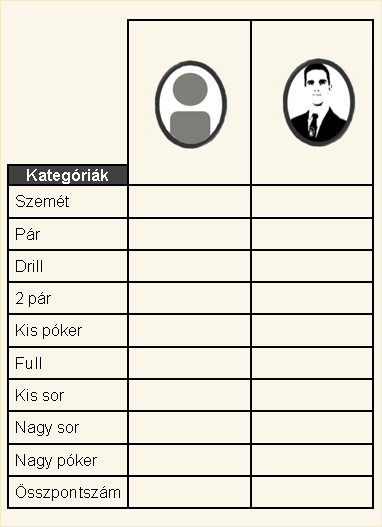 Kategóriák
Szemét
Pár
Drill
2 pár
Kis póker
Full
Kis sor
Nagy sor
Nagy póker
Összpontszám